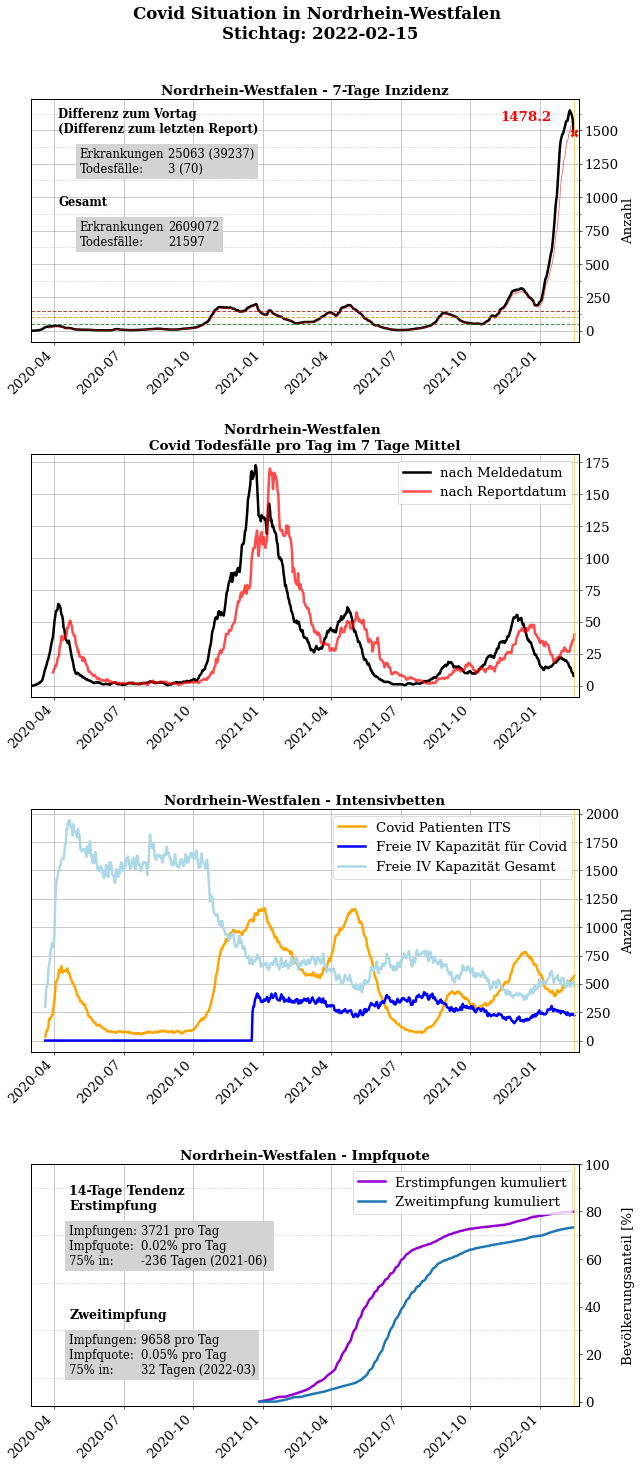 Covid Situation in Nordrhein-Westfalen
Stichtag: 2022-02-15
Nordrhein-Westfalen - 7-Tage Inzidenz
Differenz zum Vortag
(Differenz zum letzten Report)
Erkrankungen 25063 (39237)
Todesfälle: 3 (70)
Gesamt
Erkrankungen 2609072
Todesfälle: 21597
1478.2
1500
1250
1000
750
500
250
0
Anzahl
2020-04
2020-07
2020-10
2021-01
2021-04
2021-07
2021-10
2022-01
Nordrhein-Westfalen
Covid Todesfälle pro Tag im 7 Tage Mittel
nach Meldedatum
nach Reportdatum
175
150
125
100
75
50
25
0
2020-04
2020-07
2020-10
2021-01
2021-04
2021-07
2021-10
2022-01
Nordrhein-Westfalen - Intensivbetten
Covid Patienten ITS
Freie IV Kapazität für Covid
Freie IV Kapazität Gesamt
2000
1750
1500
1250
1000
750
500
250
0
Anzahl
2020-04
2020-07
2020-10
2021-01
2021-04
2021-07
2021-10
2022-01
Nordrhein-Westfalen - Impfquote
14-Tage Tendenz
Erstimpfung
Impfungen: 3721 pro Tag
Impfquote: 0.02% pro Tag
75% in: -236 Tagen (2021-06)
Zweitimpfung
Impfungen: 9658 pro Tag
Impfquote: 0.05% pro Tag
75% in: 32 Tagen (2022-03)
Erstimpfungen kumuliert
Zweitimpfung kumuliert
100
80
60
40
20
0
Bevölkerungsanteil [%]
2020-04
2020-07
2020-10
2021-01
2021-04
2021-07
2021-10
2022-01